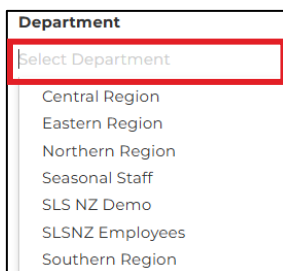 Department
Select Department
Central Region
Eastern Region
Northern Region
Seasonal Staff
SLS NZ Demo
SLSNZ Employees
Southern Region